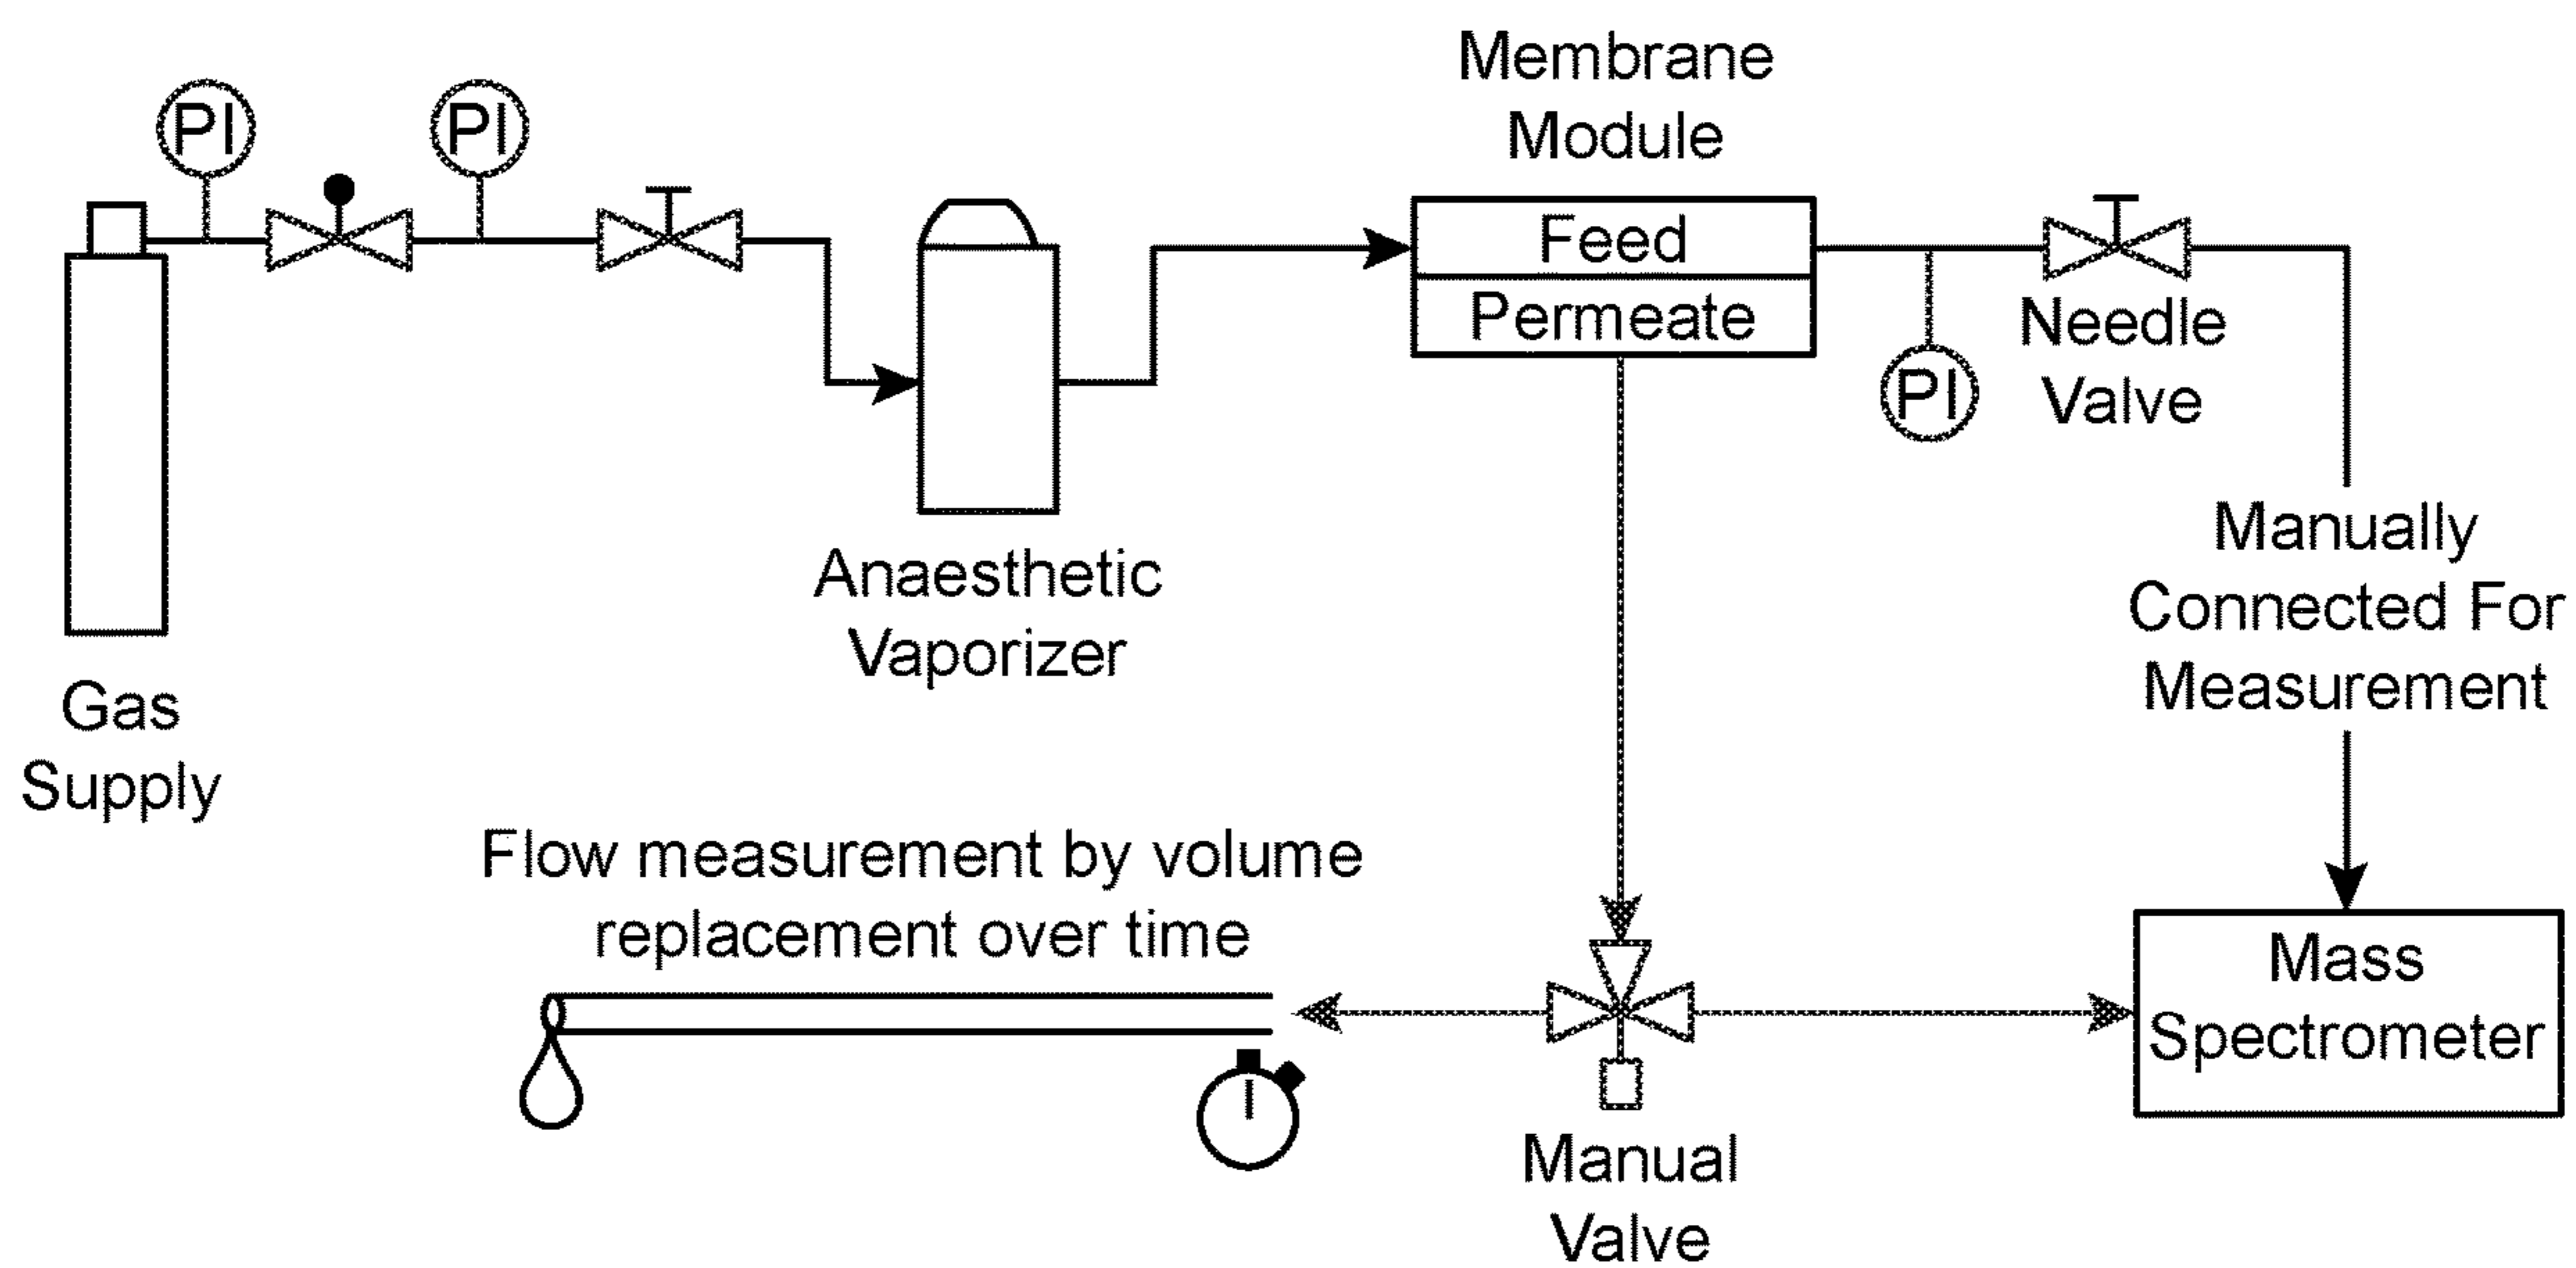 PI
PI
Membrane
Module
Feed
Permeate
PI
Needle
Valve
Anaesthetic
Vaporizer
Gas
Supply
Manually
Connected For
Measurement
Flow measurement by volume
replacement over time
Mass
Spectrometer
Manual
Valve